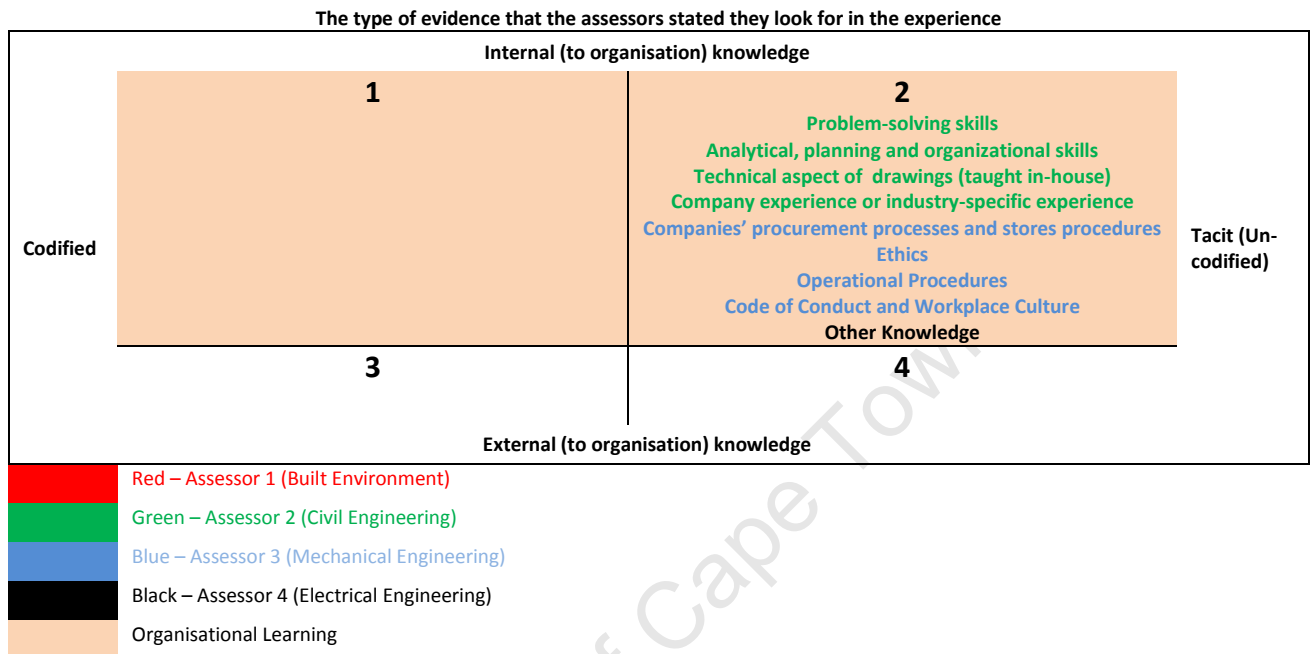 The type of evidence that the assessors stated they look for in the experience
Internal (to organisation) knowledge
1
2
Problem-solving skills
Analytical, planning and organizational skills
Technical aspect of drawings (taught in-house)
Company experience or industry-specific experience
Companies' procurement processes and stores procedures
Ethics
Operational Procedures
Code of Conduct and Workplace Culture
Other Knowledge
Codified
Tacit (Un-
codified)
3
4
External (to organisation) knowledge
Red – Assessor 1 (Built Environment)
Green – Assessor 2 (Civil Engineering)
Blue – Assessor 3 (Mechanical Engineering)
Black – Assessor 4 (Electrical Engineering)
Organisational Learning
of Cape Town